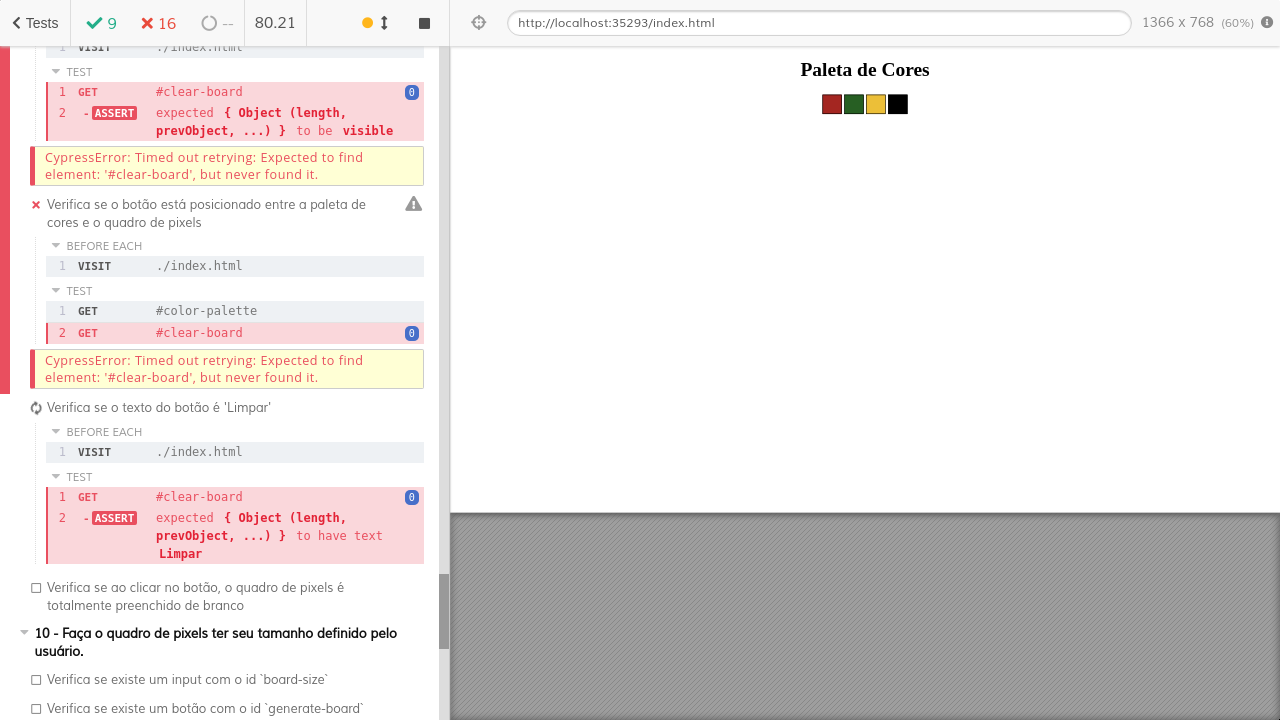 Tests
9
16
--
80.21
http://localhost:35293/index.html
1366 x 768 (60%)
1 VISIT ./index.html
TEST
1 GET #clear-board 0
2 - ASSERT expected { Object (length,
prevObject, ...) } to be visible
CypressError: Timed out retrying: Expected to find
element: '#clear-board', but never found it.
Verifica se o botão está posicionado entre a paleta de
cores e o quadro de pixels
BEFORE EACH
1 VISIT ./index.html
TEST
1 GET #color-palette
2 GET #clear-board 0
CypressError: Timed out retrying: Expected to find
element: '#clear-board', but never found it.
Verifica se o texto do botão é 'Limpar'
BEFORE EACH
1 VISIT ./index.html
TEST
1 GET #clear-board 0
2 - ASSERT expected { Object (length,
prevObject, ...) } to have text
Limpar
Verifica se ao clicar no botão, o quadro de pixels é
totalmente preenchido de branco
10 - Faça o quadro de pixels ter seu tamanho definido pelo
usuário.
Verifica se existe um input com o id `board-size`
Verifica se existe um botão com o id `generate-board`
Paleta de Cores